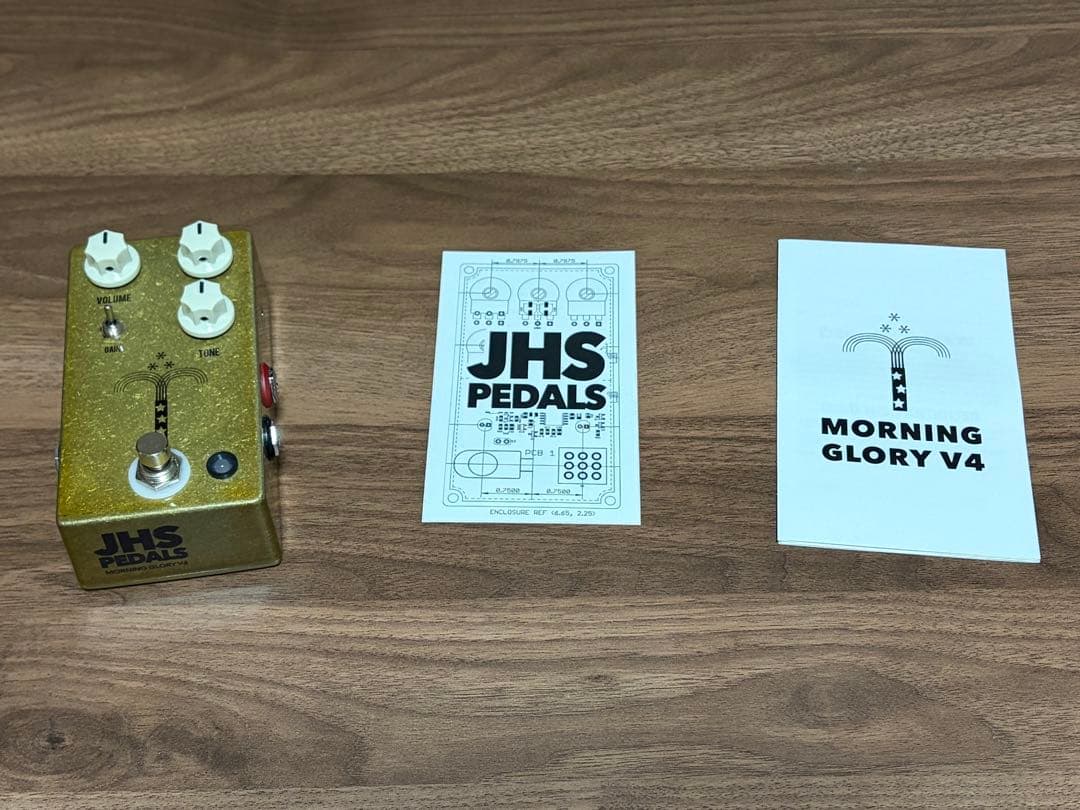 VOLUME
GAIN
TONE
JHS
PEDALS
MORNING GLORY V4
0.7875 0.7875
JHS
PEDALS
PCB 1
0.7500 0.7500
ENCLOSURE REF (4.65, 2.25)
MORNING
GLORY V4